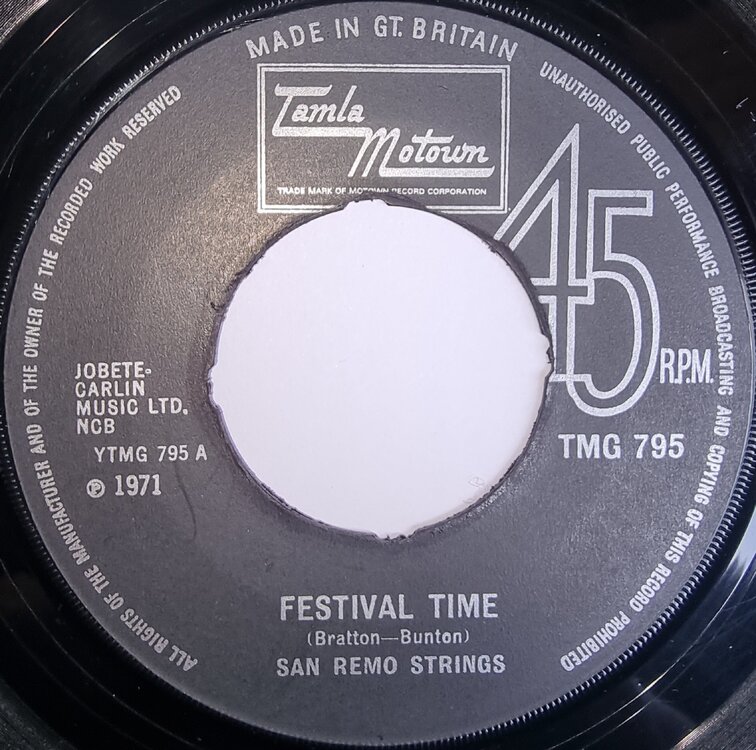 MADE IN GT. BRITAIN
UNAUTHORISED PUBLIC PERFORMANCE BROADCASTING AND COPYING OF THIS RECORD PROHIBITED
ALL RIGHTS OF THE MANUFACTURER AND OF THE OWNER OF THE RECORDED WORK RESERVED
Tamla
Motown
TRADE MARK OF MOTOWN RECORD CORPORATION
45
R.P.M.
JOBETE-
CARLIN
MUSIC LTD.
NCB
YTMG 795 A
℗ 1971
TMG 795
FESTIVAL TIME
(Bratton—Bunton)
SAN REMO STRINGS